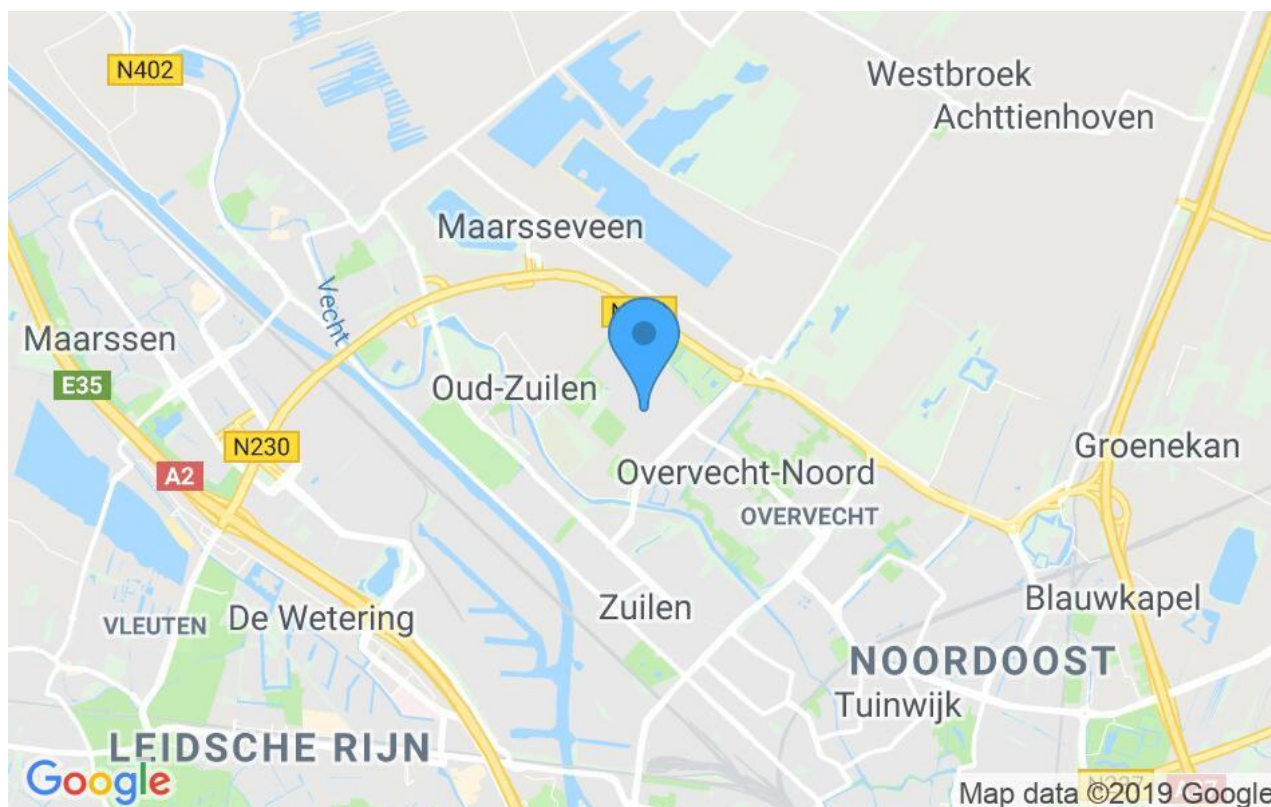 N402
Westbroek
Achttienhoven
Maarsseveen
Vecht
Maarssen
E35
Oud-Zuilen
N230
A2
Groenekan
Overvecht-Noord
OVERVECHT
Blauwkapel
Zuilen
VLEUTEN
De Wetering
NOORDOOST
Tuinwijk
LEIDSCHE RIJN
Google
Map data ©2019 Google